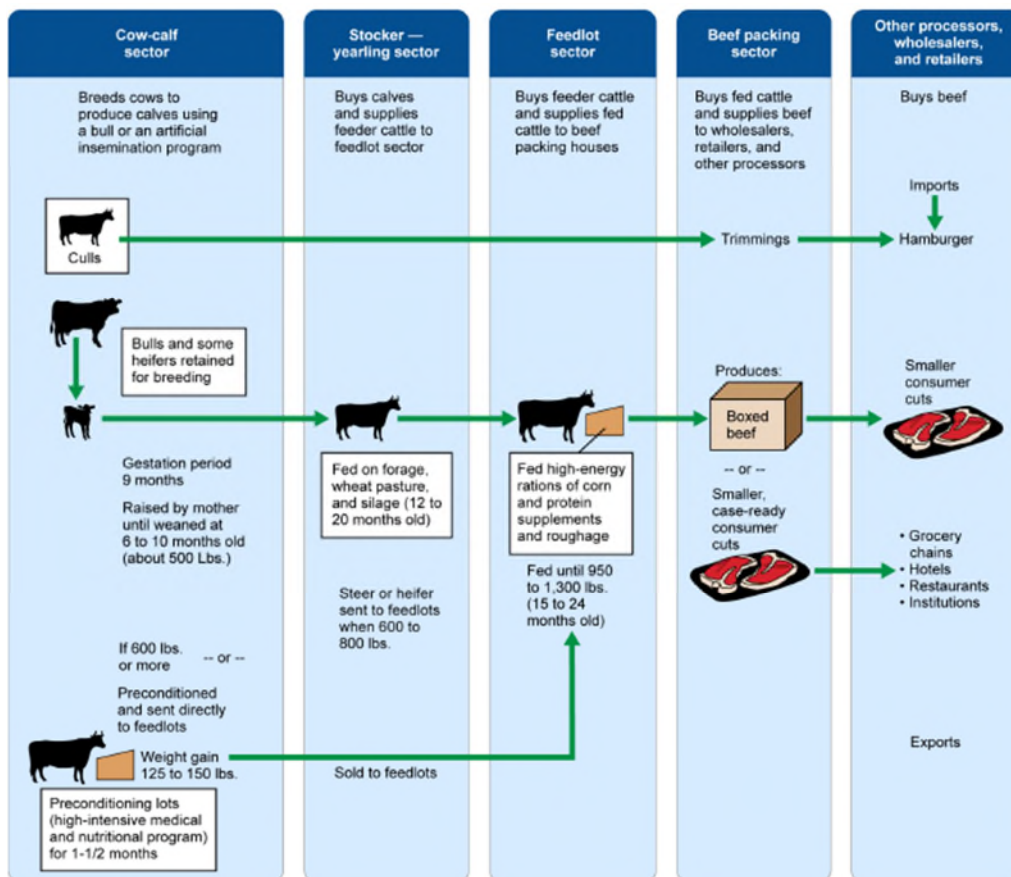 Cow-calf
sector
Breeds cows to
produce calves using
a bull or an artificial
insemination program
Culls
Bulls and some
heifers retained
for breeding
Gestation period
9 months
Raised by mother
until weaned at
6 to 10 months old
(about 500 Lbs.)
If 600 lbs.
or more
-- or --
Preconditioned
and sent directly
to feedlots
Weight gain
125 to 150 lbs.
Preconditioning lots
(high-intensive medical
and nutritional program)
for 1-1/2 months
Stocker —
yearling sector
Buys calves
and supplies
feeder cattle to
feedlot sector
Fed on forage,
wheat pasture,
and silage (12 to
20 months old)
Steer or heifer
sent to feedlots
when 600 to
800 lbs.
Sold to feedlots
Feedlot
sector
Buys feeder cattle
and supplies fed
cattle to beef
packing houses
Fed high-energy
rations of corn
and protein
supplements
and roughage
Fed until 950
to 1,300 lbs.
(15 to 24
months old)
Beef packing
sector
Buys fed cattle
and supplies beef
to wholesalers,
retailers, and
other processors
Trimmings
Produces:
Boxed
beef
-- or --
Smaller,
case-ready
consumer
cuts
Other processors,
wholesalers,
and retailers
Buys beef
Imports
Hamburger
Smaller
consumer
cuts
• Grocery
chains
• Hotels
• Restaurants
• Institutions
Exports